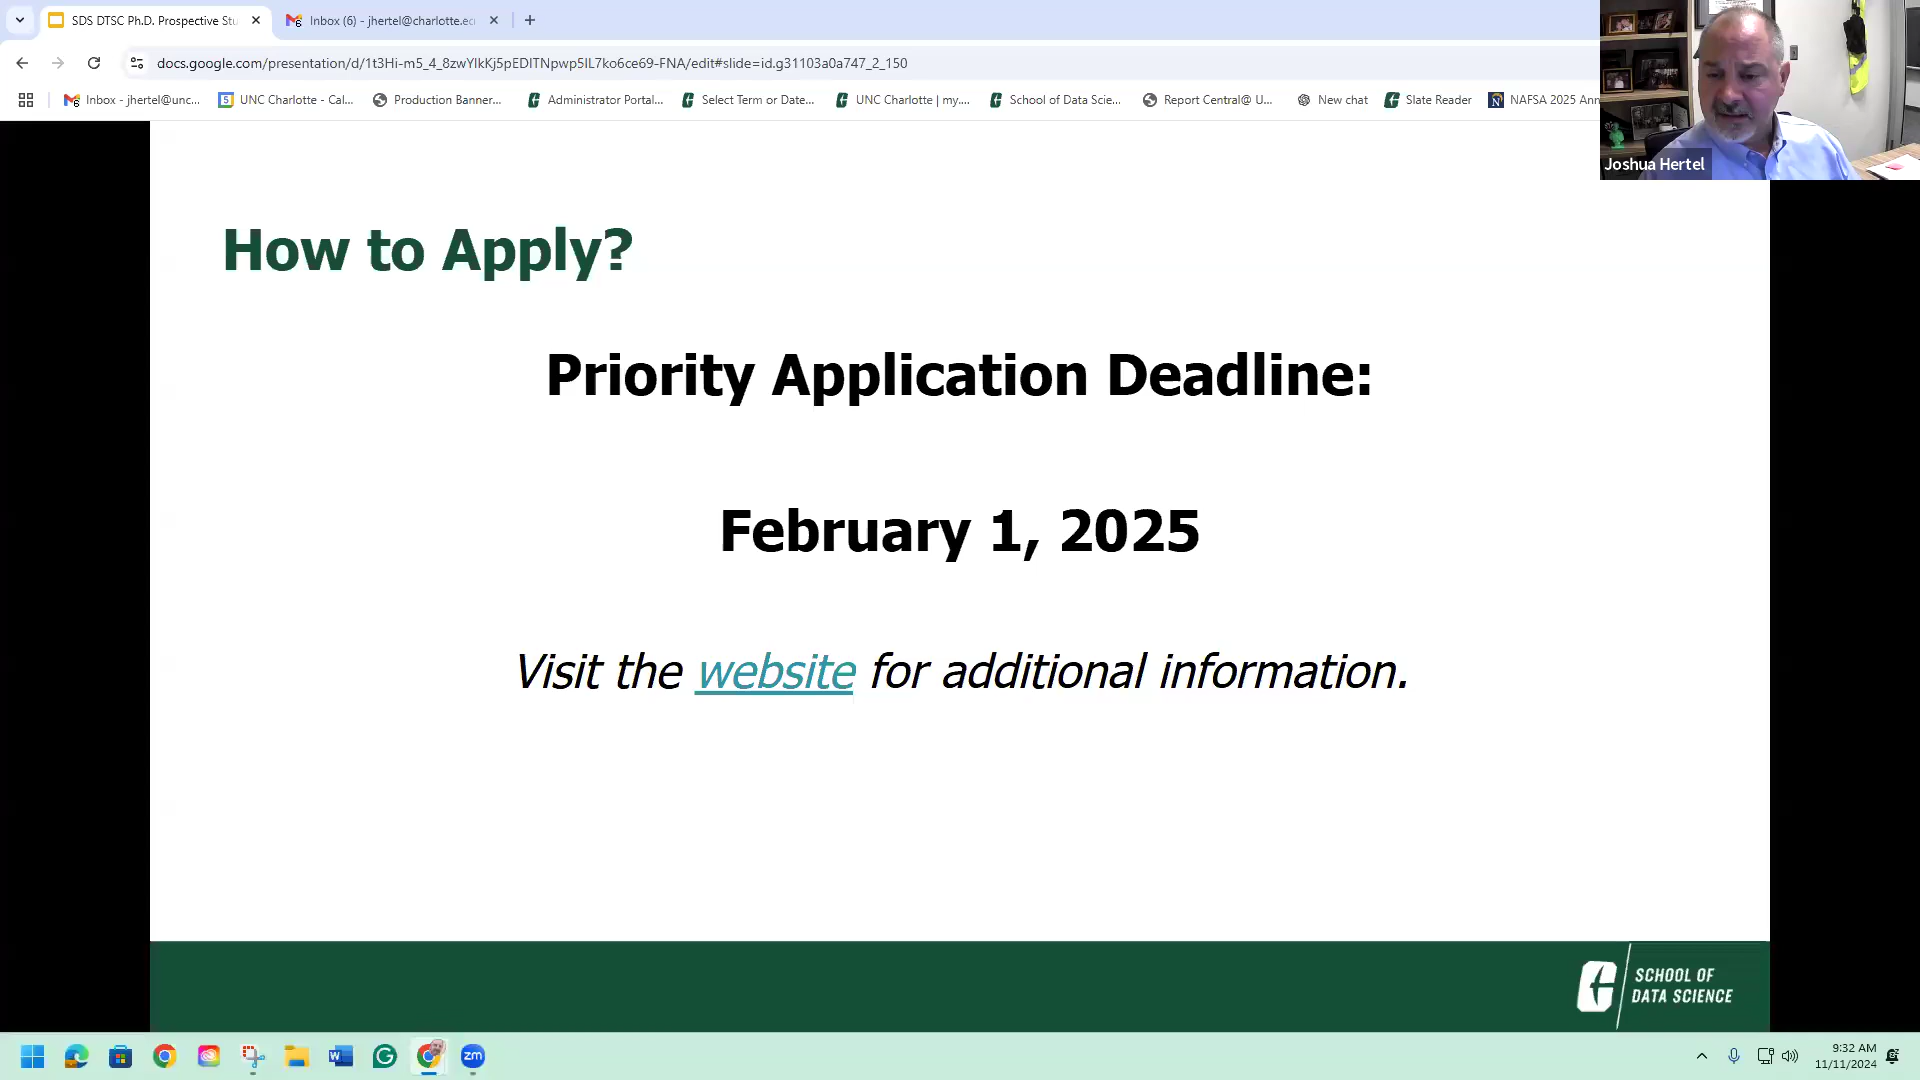 SDS DTSC Ph.D. Prospective Stu
Inbox (6) - jhertel@charlotte.ec
docs.google.com/presentation/d/1t3Hi-m5_4_8zwYlkKj5pEDITNpwp5IL7ko6ce69-FNA/edit#slide=id.g31103a0a747_2_150
Inbox - jhertel@unc... UNC Charlotte - Cal... Production Banner... Administrator Portal... Select Term or Date... UNC Charlotte | my.... School of Data Scie... Report Central@ U... New chat Slate Reader NAFSA 2025 Ann
Joshua Hertel
How to Apply?
Priority Application Deadline:
February 1, 2025
Visit the website for additional information.
SCHOOL OF
DATA SCIENCE
zm
9:32 AM
11/11/2024